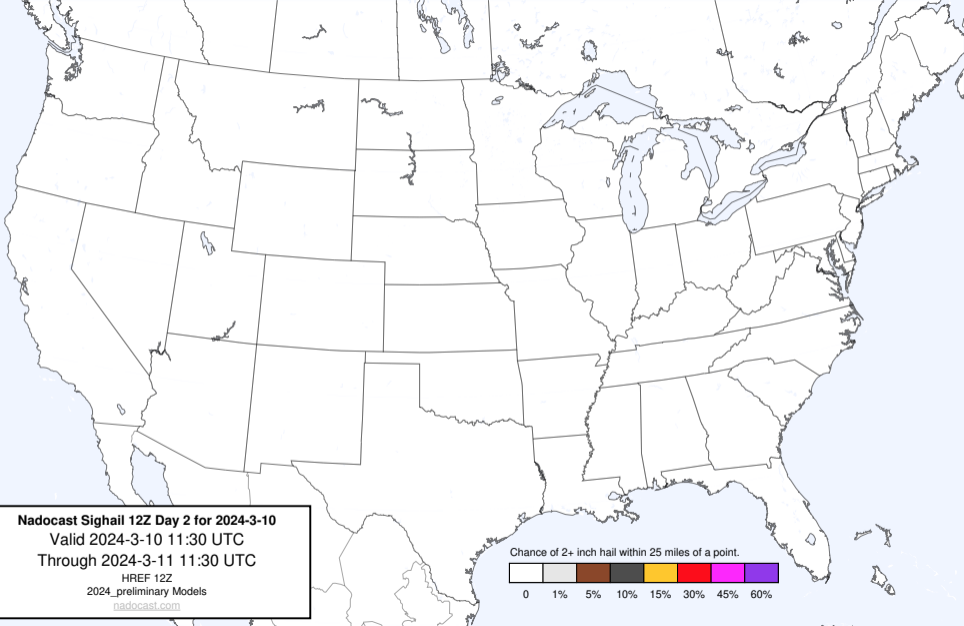 Nadocast Sighail 12Z Day 2 for 2024-3-10
Valid 2024-3-10 11:30 UTC
Through 2024-3-11 11:30 UTC
HREF 12Z
2024_preliminary Models
nadocast.com
Chance of 2+ inch hail within 25 miles of a point.
0 1% 5% 10% 15% 30% 45% 60%